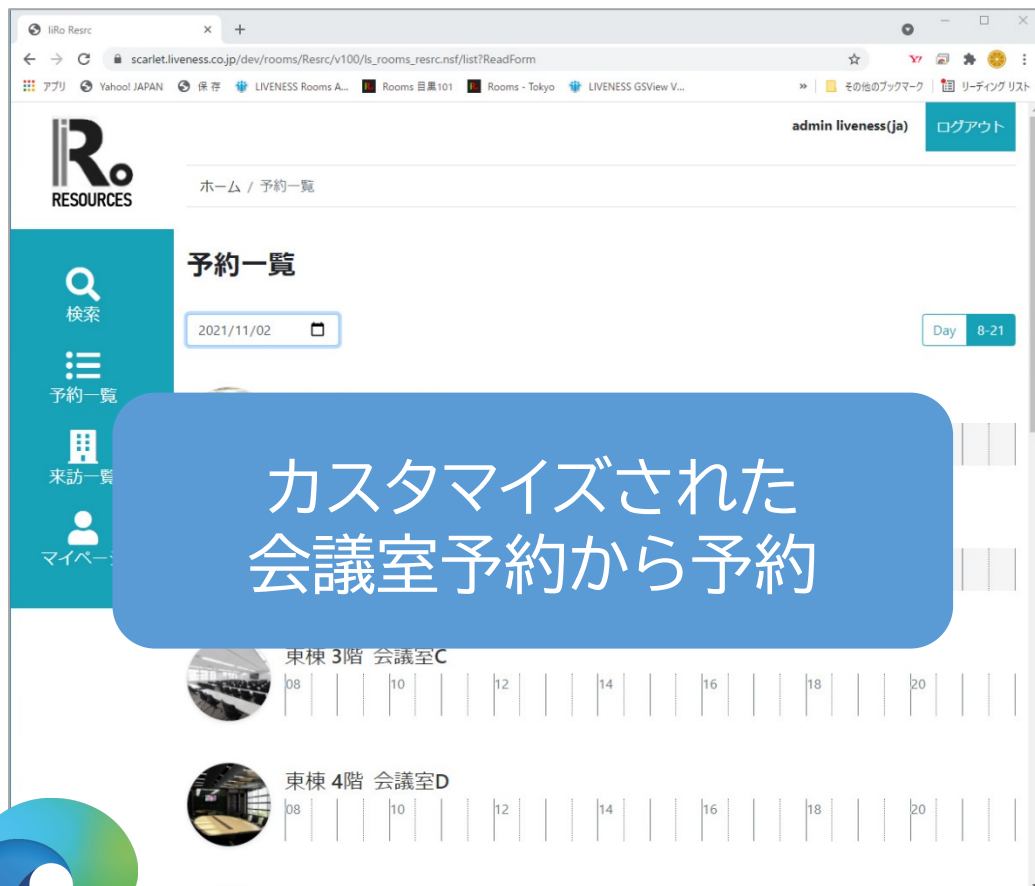 liRo Resrc
scarlet.liveness.co.jp/dev/rooms/Resrc/v100/ls_rooms_resrc.nsf/list?ReadForm
アプリ Yahoo! JAPAN 保存 LIVENESS Rooms A... Rooms 目黒101 Rooms - Tokyo LIVENESS GSView V... » その他のブックマーク リーディング リスト
admin liveness(ja) ログアウト
liRo
RESOURCES
ホーム / 予約一覧
予約一覧
検索
2021/11/02 Day 8-21
予約一覧
来訪一覧
マイペー
カスタマイズされた
会議室予約から予約
東棟 3階 会議室C
08 10 12 14 16 18 20
東棟 4階 会議室D
08 10 12 14 16 18 20